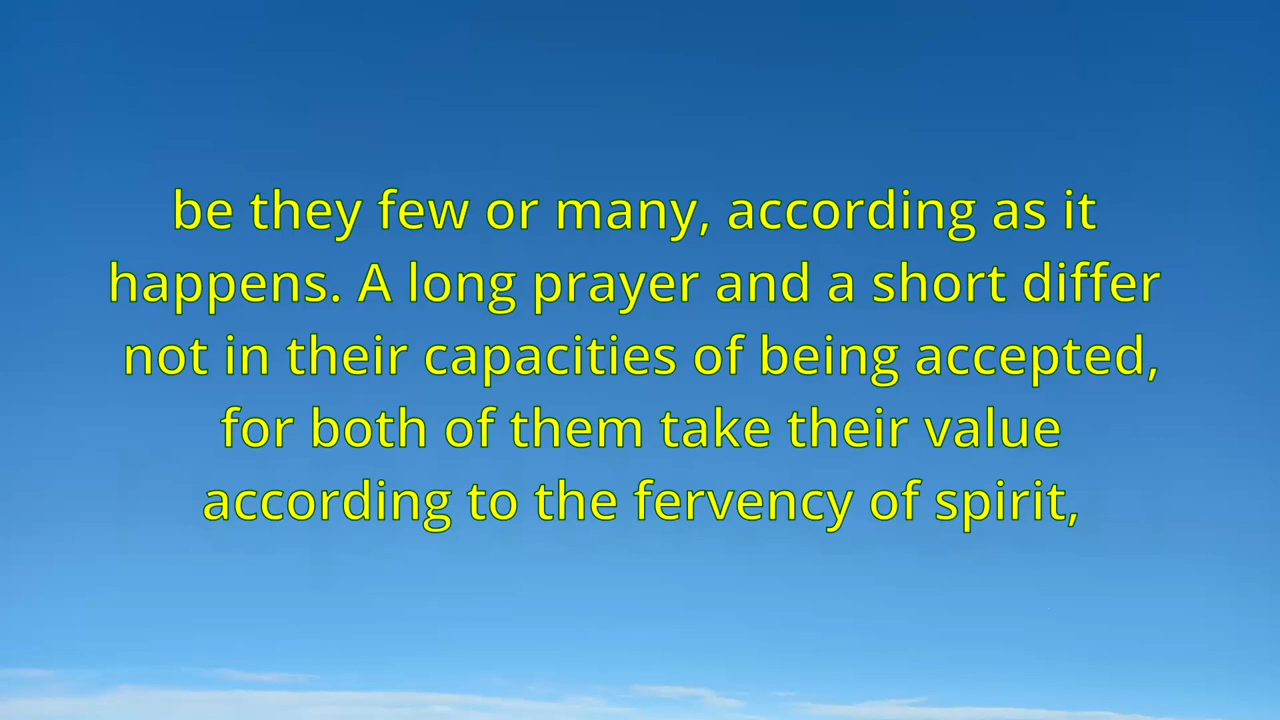 be they few or many, according as it
happens. A long prayer and a short differ
not in their capacities of being accepted,
for both of them take their value
according to the fervency of spirit,